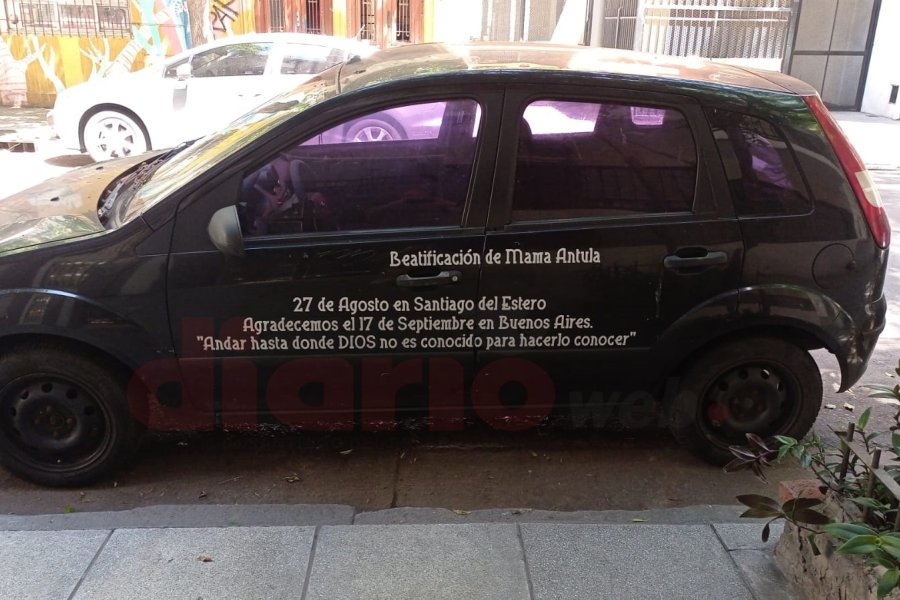 Beatificación de Mama Antula
27 de Agosto en Santiago del Estero
Agradecemos el 17 de Septiembre en Buenos Aires.
"Andar hasta donde DIOS no es conocido para hacerlo conocer"
diario web